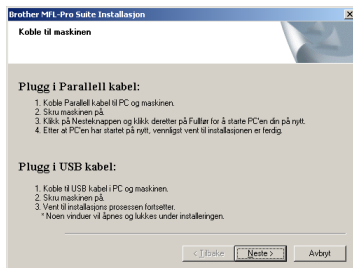 Brother MFL-Pro Suite Installasjon
Koble til maskinen
Plugg i Parallell kabel:
1. Koble Parallell kabel til PC og maskinen.
2. Skru maskinen på.
3. Klikk på Nesteknappen og klikk deretter på Fullfør for å starte PC'en din på nytt.
4. Etter at PC'en har startet på nytt, vennligst vent til installasjonen er ferdig.
Plugg i USB kabel:
1. Koble til USB kabel i PC og maskinen.
2. Skru maskinen på.
3. Vent til installasjons prosessen fortsetter.
* Noen vinduer vil åpnes og lukkes under installeringen.
< Tilbake Neste > Avbryt